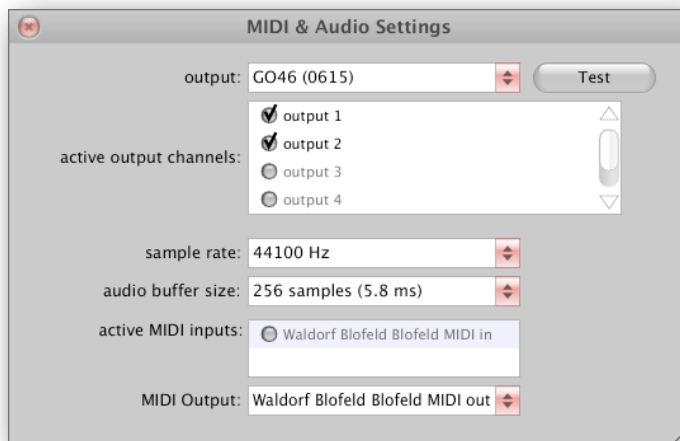 MIDI & Audio Settings
output: GO46 (0615) Test
active output channels:
output 1
output 2
output 3
output 4
sample rate: 44100 Hz
audio buffer size: 256 samples (5.8 ms)
active MIDI inputs: Waldorf Blofeld Blofeld MIDI in
MIDI Output: Waldorf Blofeld Blofeld MIDI out